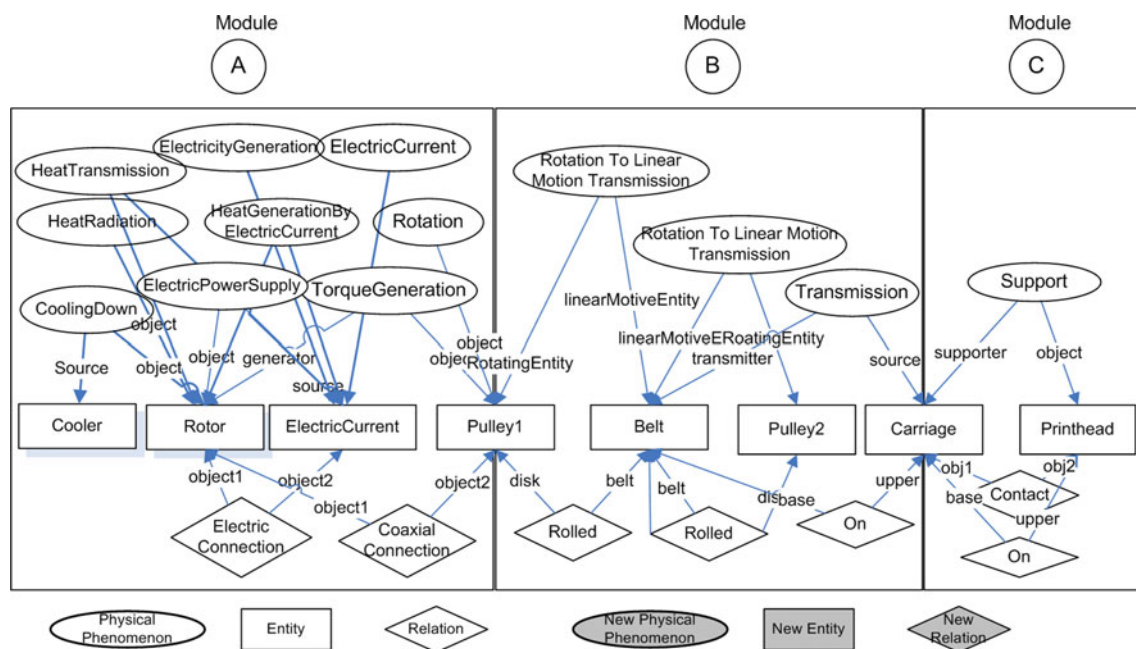 Module
Module
Module
A
B
C
ElectricityGeneration
ElectricCurrent
HeatTransmission
Rotation To Linear
Motion Transmission
HeatRadiation
HeatGenerationBy
ElectricCurrent
Rotation
Rotation To Linear Motion
Transmission
ElectricPowerSupply
TorqueGeneration
Transmission
Support
CoolingDown
object
linearMotiveEntity
object
object
generator
object
object
RotatingEntity
linearMotiveERoatingEntity
transmitter
Source
source
source
supporter
object
Cooler
Rotor
ElectricCurrent
Pulley1
Belt
Pulley2
Carriage
Printhead
object1
object2
object1
object2
disk
belt
belt
disbase
upper
obj1
obj2
base
Contact
upper
Electric
Connection
Coaxial
Connection
Rolled
Rolled
On
On
Physical
Phenomenon
Entity
Relation
New Physical
Phenomenon
New Entity
New
Relation